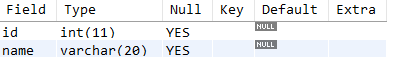 Field Type Null Key Default Extra
id int(11) YES NULL
name varchar(20) YES NULL